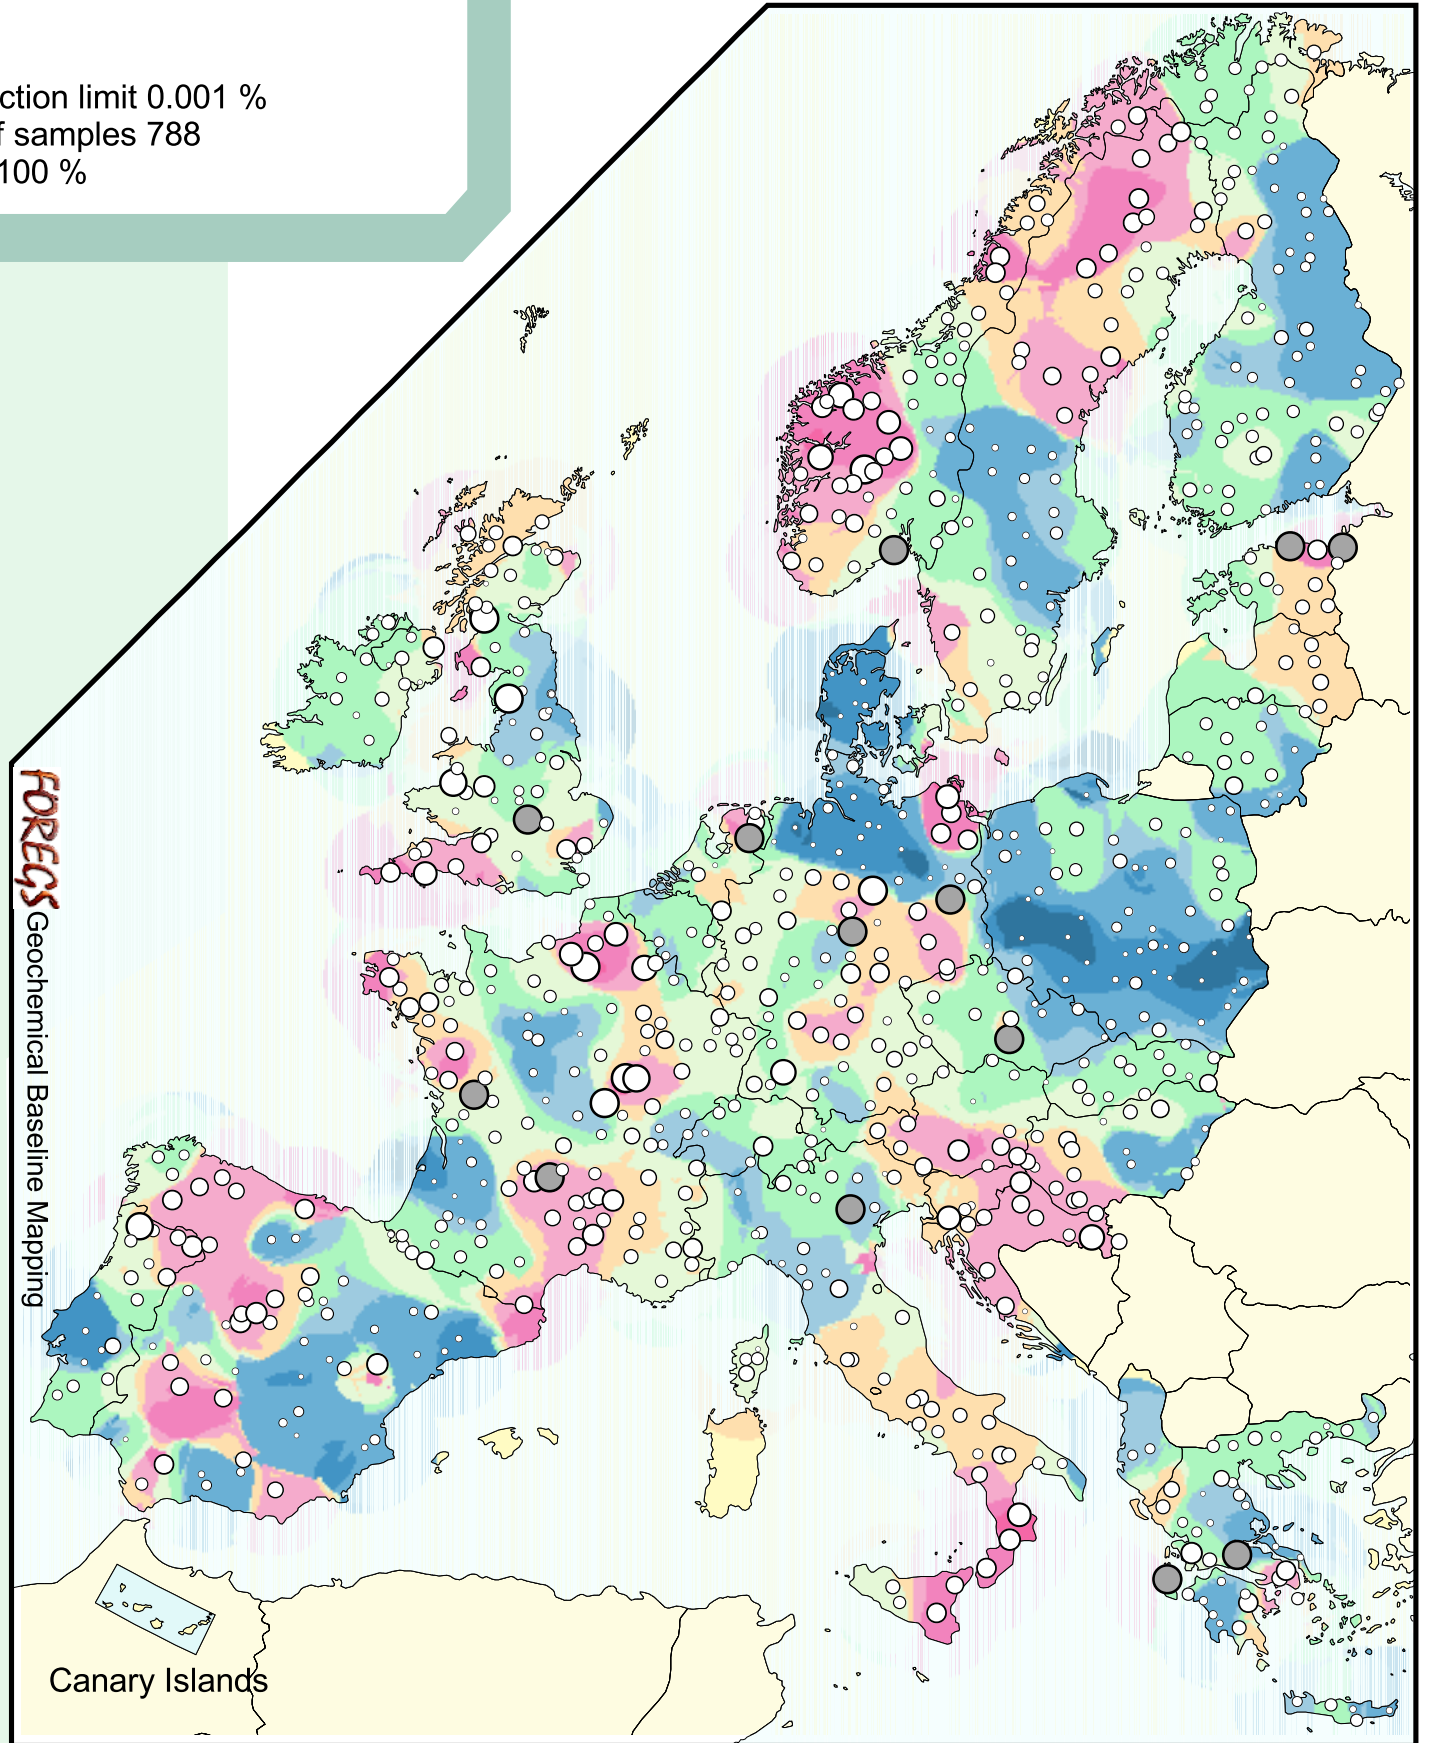 ction limit 0.001 %
f samples 788
100 %
FOREGS
Geochemical Baseline Mapping
Canary Islands